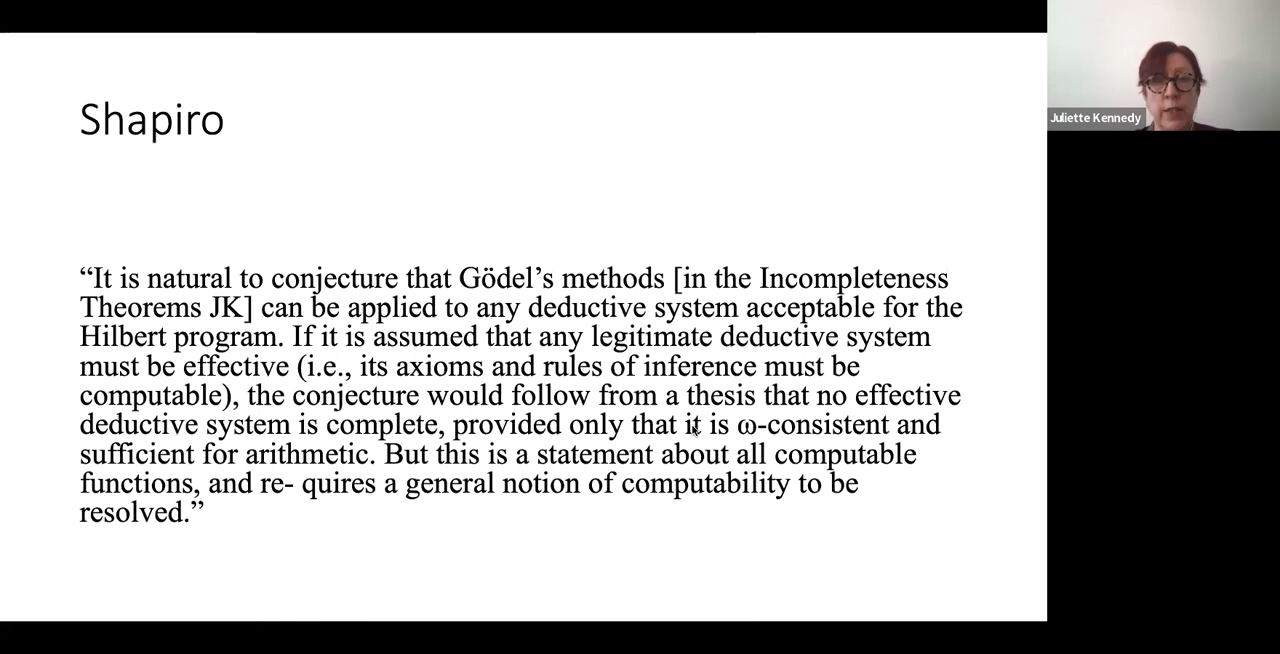 Shapiro
“It is natural to conjecture that Gödel’s methods [in the Incompleteness
Theorems JK] can be applied to any deductive system acceptable for the
Hilbert program. If it is assumed that any legitimate deductive system
must be effective (i.e., its axioms and rules of inference must be
computable), the conjecture would follow from a thesis that no effective
deductive system is complete, provided only that it is ω-consistent and
sufficient for arithmetic. But this is a statement about all computable
functions, and re- quires a general notion of computability to be
resolved.”
Juliette Kennedy